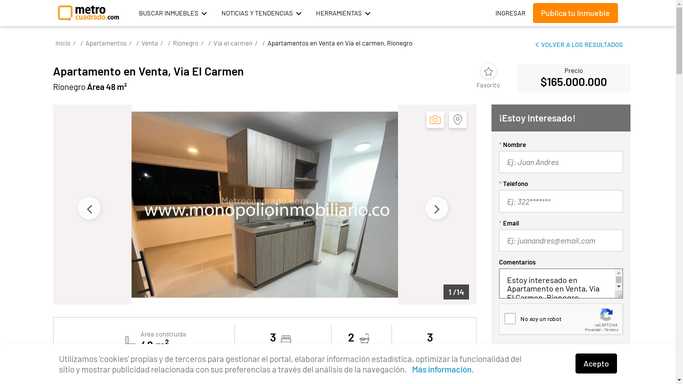 metro
cuadrado.com
BUSCAR INMUEBLES
NOTICIAS Y TENDENCIAS
HERRAMIENTAS
INGRESAR
Publica tu inmueble
Inicio / / Apartamentos / / Venta / / Rionegro / / Via el carmen / / Apartamentos en Venta en Via el carmen, Rionegro
VOLVER A LOS RESULTADOS
Apartamento en Venta, Via El Carmen
Rionegro Area 48 m²
Favorito
Precio
$165.000.000
Metrocuadrado.com
www.monopolioinmobiliario.co
1 /14
¡Estoy Interesado!
* Nombre
Ej: Juan Andres
* Telefono
Ej: 322*******
* Email
Ej: juanandres@email.com
Comentarios
Estoy interesado en
Apartamento en Venta, Via
El Carmen, Rionegro
No soy un robot
reCAPTCHA
Privacidad - Términos
Área construida
48 m²
3
2
3
Utilizamos 'cookies' propias y de terceros para gestionar el portal, elaborar información estadística, optimizar la funcionalidad del
sitio y mostrar publicidad relacionada con sus preferencias a través del análisis de la navegación. Más información.
Acepto